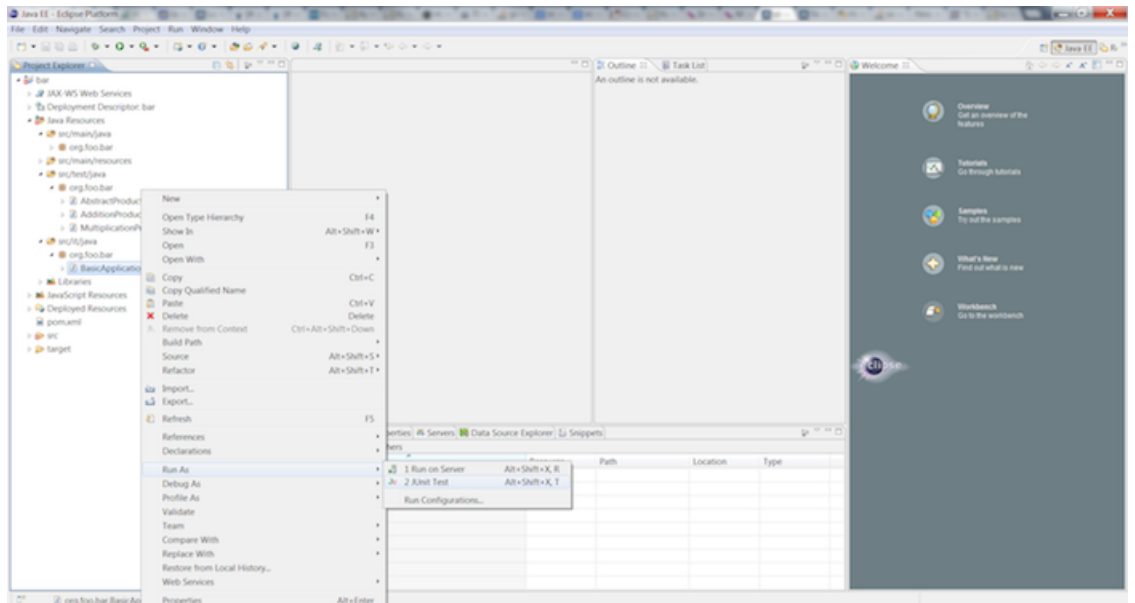 Java EE - Eclipse Platform
File Edit Navigate Search Project Run Window Help
Java EE
Project Explorer
bar
JAX-WS Web Services
Deployment Descriptor: bar
Java Resources
src/main/java
org.foo.bar
src/main/resources
src/test/java
org.foo.bar
AbstractProduc
AdditionProduc
MultiplicationP
src/it/java
org.foo.bar
BasicApplicatio
Libraries
JavaScript Resources
Deployed Resources
pom.xml
src
target
New
Open Type Hierarchy F4
Show In Alt+Shift+W
Open F3
Open With
Copy Ctrl+C
Copy Qualified Name
Paste Ctrl+V
Delete Delete
Remove from Context Ctrl+Alt+Shift+Down
Build Path
Source Alt+Shift+S
Refactor Alt+Shift+T
Import...
Export...
Refresh F5
References
Declarations
Run As
Debug As
Profile As
Validate
Team
Compare With
Replace With
Restore from Local History...
Web Services
Properties Alt+Enter
1 Run on Server Alt+Shift+X, R
2 JUnit Test Alt+Shift+X, T
Run Configurations...
Outline Task List
An outline is not available.
perties Servers Data Source Explorer Snippets
hers
Resource Path Location Type
Welcome
Overview
Get an overview of the
features
Tutorials
Go through tutorials
Samples
Try out the samples
What's New
Find out what is new
Workbench
Go to the workbench
eclipse
org.foo.bar.BasicAp